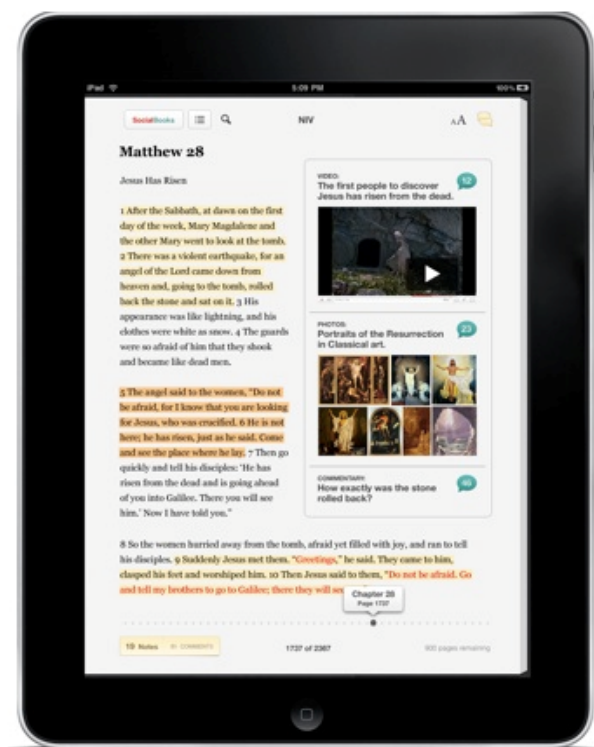 iPad 5:09 PM 100%
SocialBooks NIV AA
Matthew 28
Jesus Has Risen
1 After the Sabbath, at dawn on the first
day of the week, Mary Magdalene and
the other Mary went to look at the tomb.
2 There was a violent earthquake, for an
angel of the Lord came down from
heaven and, going to the tomb, rolled
back the stone and sat on it. 3 His
appearance was like lightning, and his
clothes were white as snow. 4 The guards
were so afraid of him that they shook
and became like dead men.
5 The angel said to the women, “Do not
be afraid, for I know that you are looking
for Jesus, who was crucified. 6 He is not
here; he has risen, just as he said. Come
and see the place where he lay. 7 Then go
quickly and tell his disciples: ‘He has
risen from the dead and is going ahead
of you into Galilee. There you will see
him.’ Now I have told you.”
VIDEO:
The first people to discover 12
Jesus has risen from the dead.
PHOTOS:
Portraits of the Resurrection 23
in Classical art.
COMMENTARY:
How exactly was the stone 46
rolled back?
8 So the women hurried away from the tomb, afraid yet filled with joy, and ran to tell
his disciples. 9 Suddenly Jesus met them. “Greetings,” he said. They came to him,
clasped his feet and worshiped him. 10 Then Jesus said to them, “Do not be afraid. Go
and tell my brothers to go to Galilee; there they will see
Chapter 28
Page 1737
19 Notes COMMENTS 1737 of 2387 pages remaining